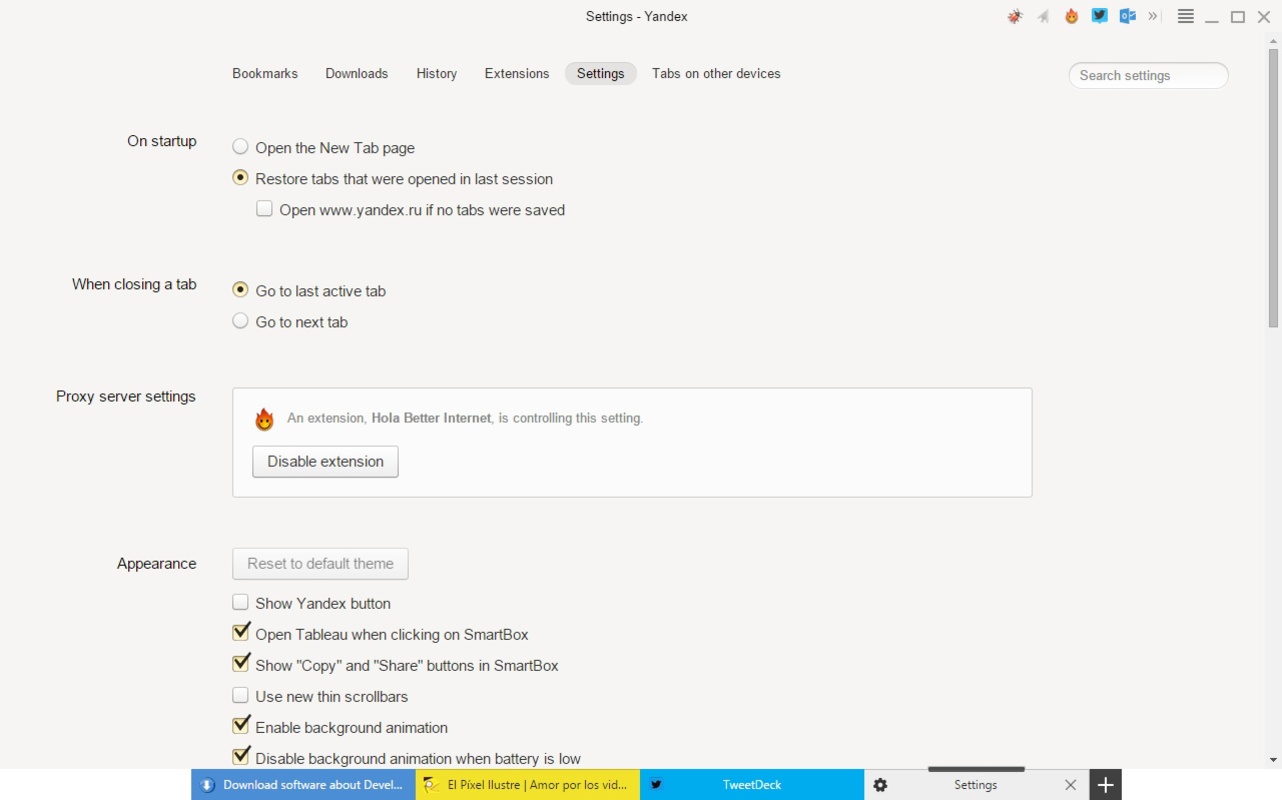 Settings - Yandex
Bookmarks Downloads History Extensions Settings Tabs on other devices Search settings
On startup
Open the New Tab page
Restore tabs that were opened in last session
Open www.yandex.ru if no tabs were saved
When closing a tab
Go to last active tab
Go to next tab
Proxy server settings
An extension, Hola Better Internet, is controlling this setting.
Disable extension
Appearance
Reset to default theme
Show Yandex button
Open Tableau when clicking on SmartBox
Show "Copy" and "Share" buttons in SmartBox
Use new thin scrollbars
Enable background animation
Disable background animation when battery is low
Download software about Devel... El Píxel Ilustre | Amor por los vid... TweetDeck Settings